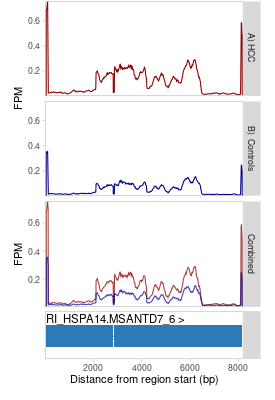 0.6
0.4
0.2
FPM
A) HCC
0.6
0.4
0.2
B) Controls
0.6
0.4
0.2
FPM
Combined
RI_HSPA14.MSANTD7_6 >
2000 4000 6000 8000
Distance from region start (bp)